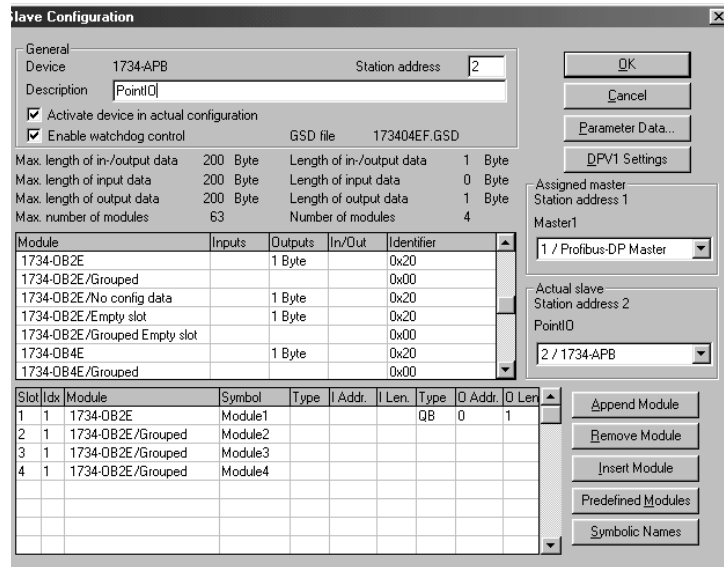 Slave Configuration
General
Device 1734-APB Station address 2
Description PointIO
Activate device in actual configuration
Enable watchdog control GSD file 173404EF.GSD
OK
Cancel
Parameter Data...
DPV1 Settings
Max. length of in-/output data 200 Byte Length of in-/output data 1 Byte
Max. length of input data 200 Byte Length of input data 0 Byte
Max. length of output data 200 Byte Length of output data 1 Byte
Max. number of modules 63 Number of modules 4
Assigned master
Station address 1
Master1
1 / Profibus-DP Master
Module Inputs Outputs In/Out Identifier
1734-OB2E 1 Byte 0x20
1734-OB2E/Grouped 0x00
1734-OB2E/No config data 1 Byte 0x20
1734-OB2E/Empty slot 1 Byte 0x20
1734-OB2E/Grouped Empty slot 0x00
1734-OB4E 1 Byte 0x20
1734-OB4E/Grouped 0x00
Actual slave
Station address 2
PointIO
2 / 1734-APB
Slot Idx Module Symbol Type I Addr. I Len. Type O Addr. O Len
1 1 1734-OB2E Module1 QB 0 1
2 1 1734-OB2E/Grouped Module2
3 1 1734-OB2E/Grouped Module3
4 1 1734-OB2E/Grouped Module4
Append Module
Remove Module
Insert Module
Predefined Modules
Symbolic Names